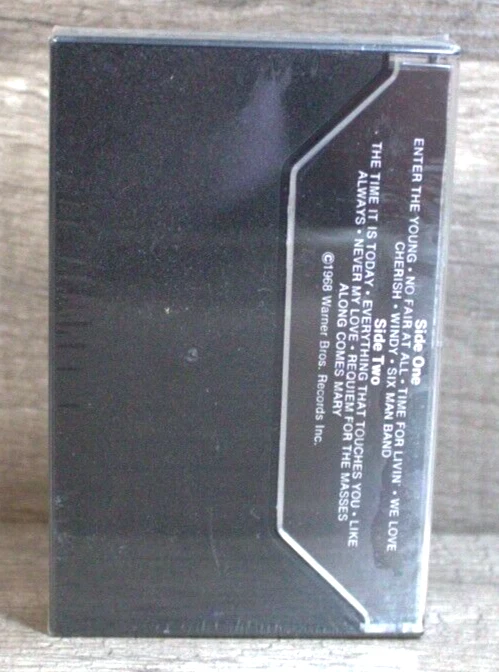 Side One
ENTER THE YOUNG • NO FAIR AT ALL • TIME FOR LIVIN' • WE LOVE
CHERISH • WINDY • SIX MAN BAND
Side Two
THE TIME IT IS TODAY • EVERYTHING THAT TOUCHES YOU • LIKE
ALWAYS • NEVER MY LOVE • REQUIEM FOR THE MASSES
ALONG COMES MARY
©1968 Warner Bros. Records Inc.